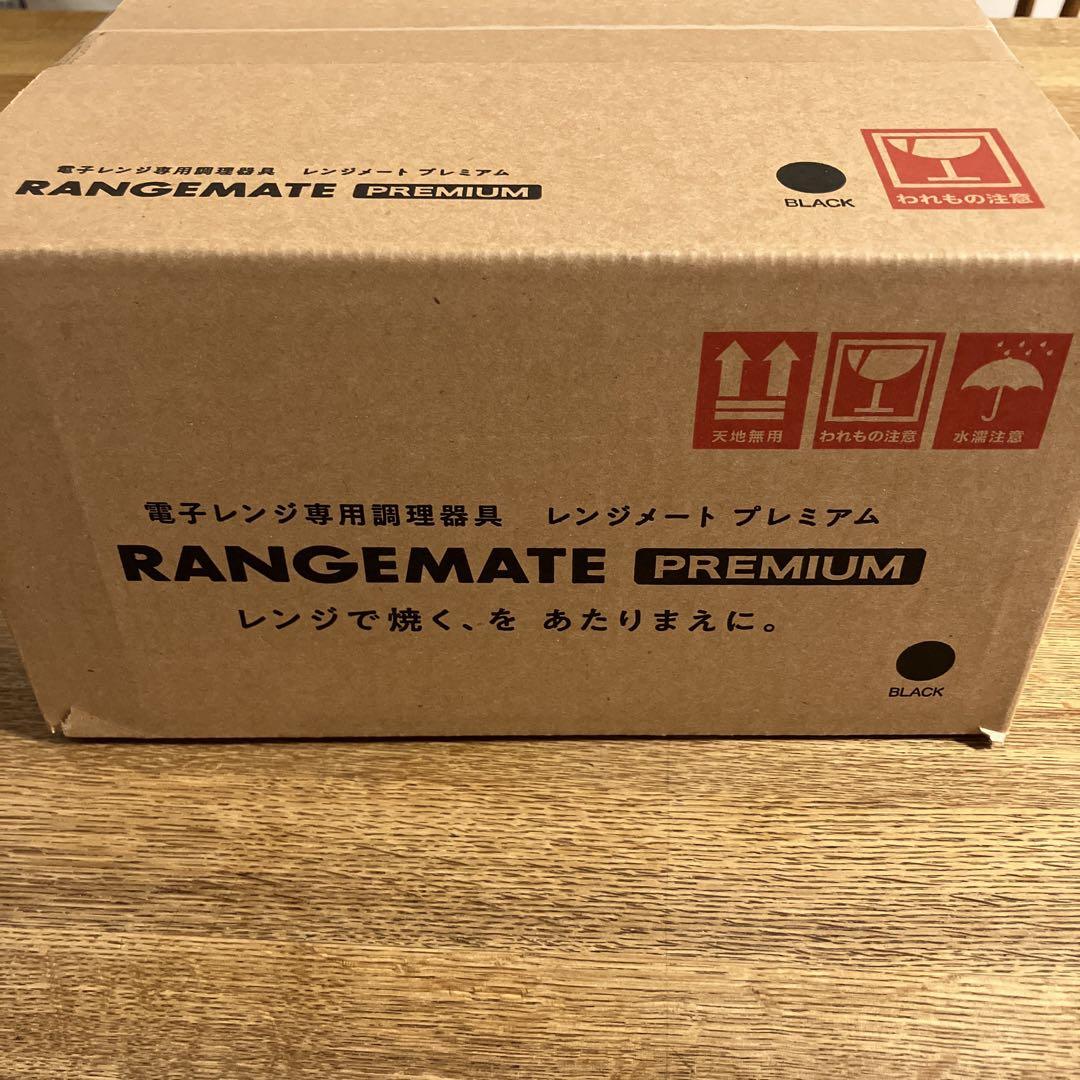 電子レンジ専用調理器具 レンジメート プレミアム
RANGEMATE PREMIUM
BLACK
われもの注意
天地無用
われもの注意
水濡注意
電子レンジ専用調理器具 レンジメート プレミアム
RANGEMATE PREMIUM
レンジで焼く、を あたりまえに。
BLACK